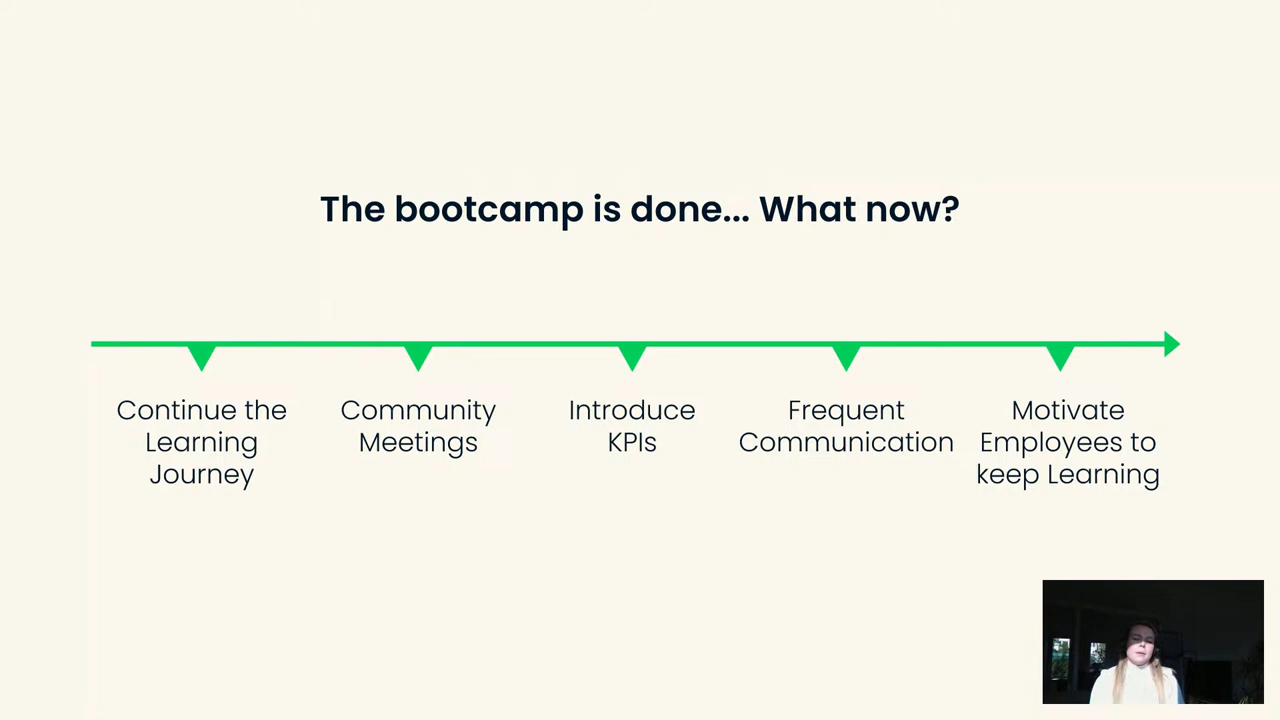 The bootcamp is done... What now?
Continue the
Learning
Journey
Community
Meetings
Introduce
KPIs
Frequent
Communication
Motivate
Employees to
keep Learning